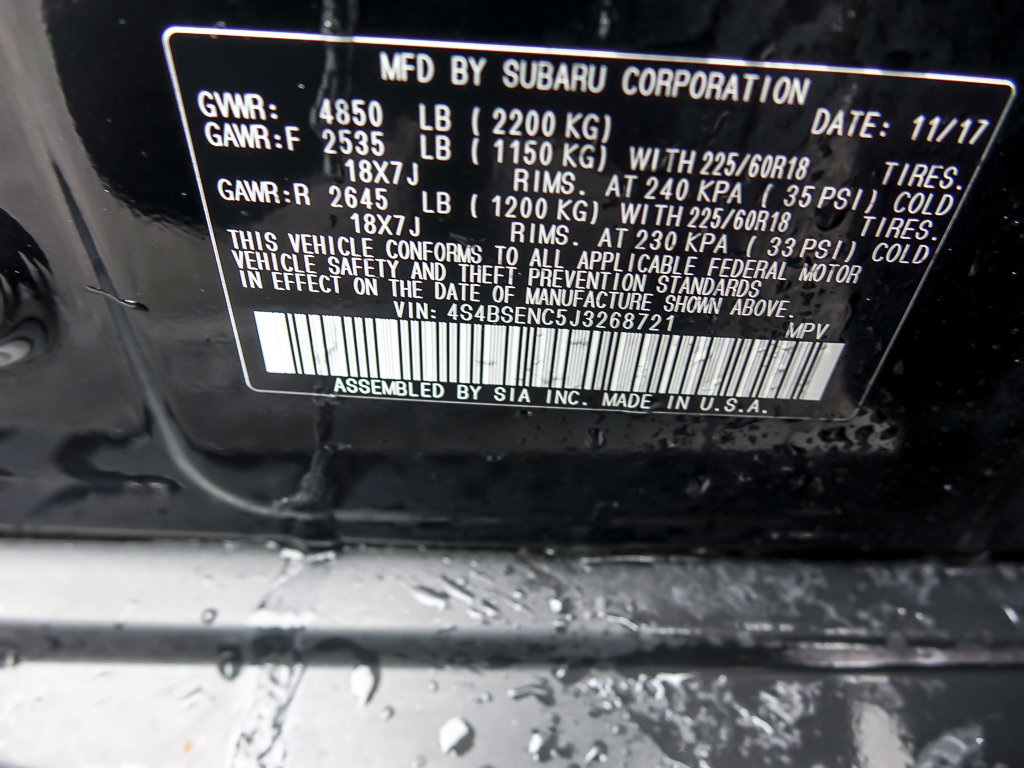 MFD BY SUBARU CORPORATION
GVWR: 4850 LB ( 2200 KG) DATE: 11/17
GAWR:F 2535 LB ( 1150 KG) WITH 225/60R18 TIRES.
18X7J RIMS. AT 240 KPA ( 35 PSI) COLD
GAWR:R 2645 LB ( 1200 KG) WITH 225/60R18 TIRES.
18X7J RIMS. AT 230 KPA ( 33 PSI) COLD
THIS VEHICLE CONFORMS TO ALL APPLICABLE FEDERAL MOTOR
VEHICLE SAFETY AND THEFT PREVENTION STANDARDS
IN EFFECT ON THE DATE OF MANUFACTURE SHOWN ABOVE.
VIN: 4S4BSENC5J3268721 MPV
ASSEMBLED BY SIA INC. MADE IN U.S.A.